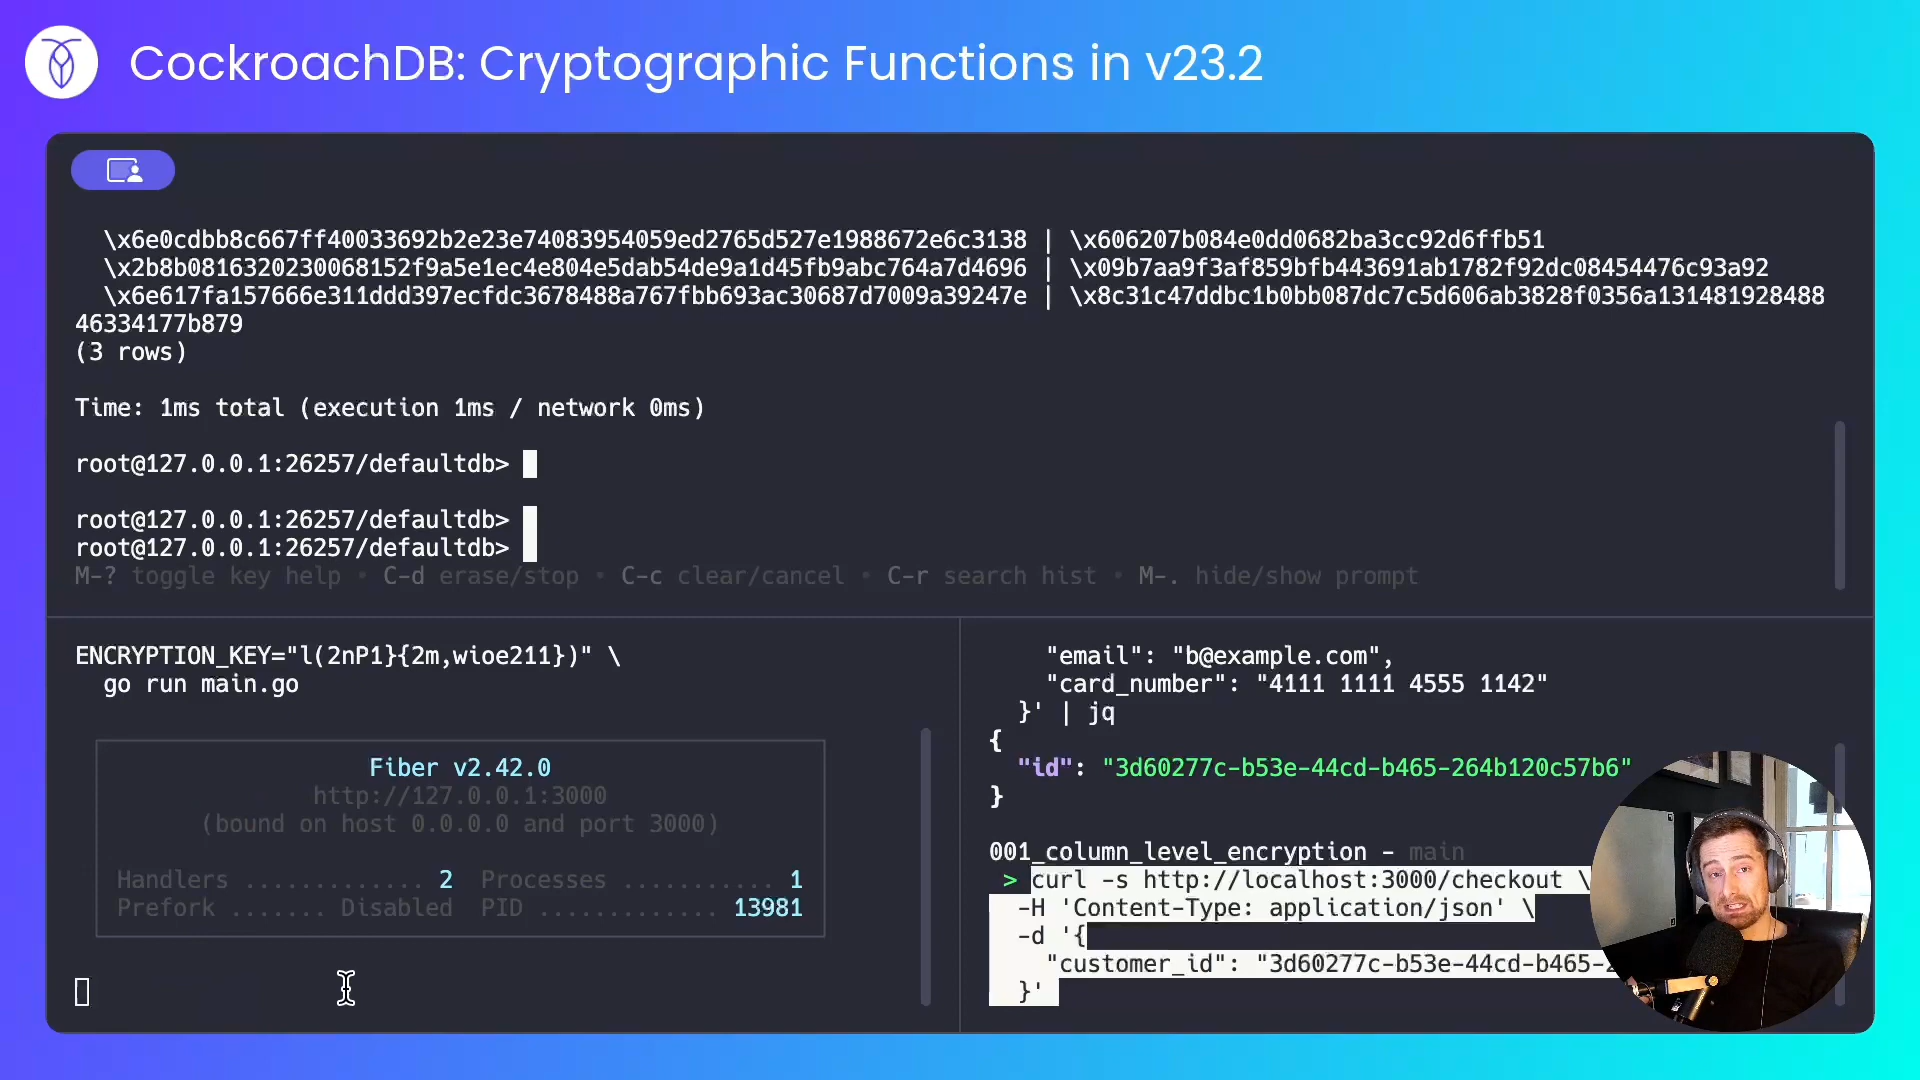 CockroachDB: Cryptographic Functions in v23.2
\x6e0cdbb8c667ff40033692b2e23e74083954059ed2765d527e1988672e6c3138 | \x606207b084e0dd0682ba3cc92d6ffb51
\x2b8b0816320230068152f9a5e1ec4e804e5dab54de9a1d45fb9abc764a7d4696 | \x09b7aa9f3af859bfb443691ab1782f92dc08454476c93a92
\x6e617fa157666e311ddd397ecfdc3678488a767fbb693ac30687d7009a39247e | \x8c31c47ddbc1b0bb087dc7c5d606ab3828f0356a131481928488
46334177b879
(3 rows)
Time: 1ms total (execution 1ms / network 0ms)
root@127.0.0.1:26257/defaultdb>
root@127.0.0.1:26257/defaultdb>
root@127.0.0.1:26257/defaultdb>
M-? toggle key help • C-d erase/stop • C-c clear/cancel • C-r search hist • M-. hide/show prompt
ENCRYPTION_KEY="l(2nP1}{2m,wioe211})" \
go run main.go
Fiber v2.42.0
http://127.0.0.1:3000
(bound on host 0.0.0.0 and port 3000)
Handlers ............. 2 Processes ........... 1
Prefork ....... Disabled PID ............. 13981
"email": "b@example.com",
"card_number": "4111 1111 4555 1142"
}' | jq
{
"id": "3d60277c-b53e-44cd-b465-264b120c57b6"
}
001_column_level_encryption – main
> curl -s http://localhost:3000/checkout \
-H 'Content-Type: application/json' \
-d '{
"customer_id": "3d60277c-b53e-44cd-b465-
}'